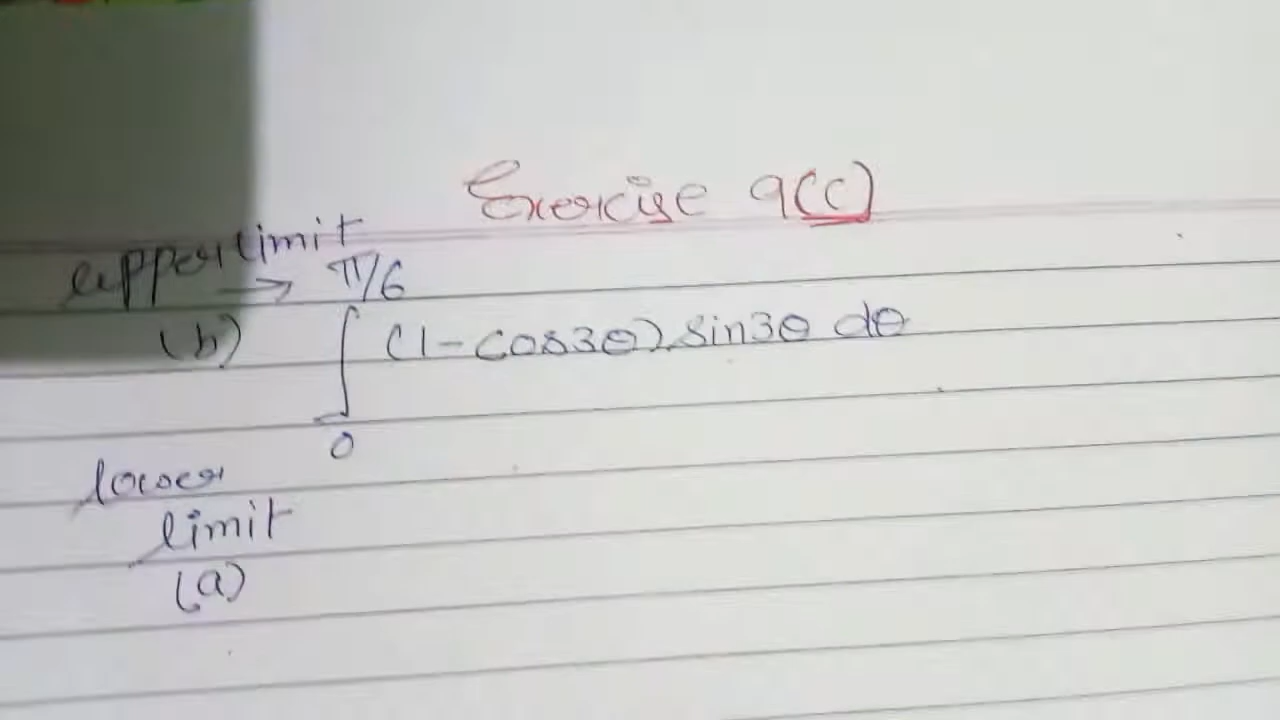 Exercise 9(C)
upper limit
→ π/6
(b) ∫ (1-cos3θ).sin3θ dθ
0
lower
limit
(a)